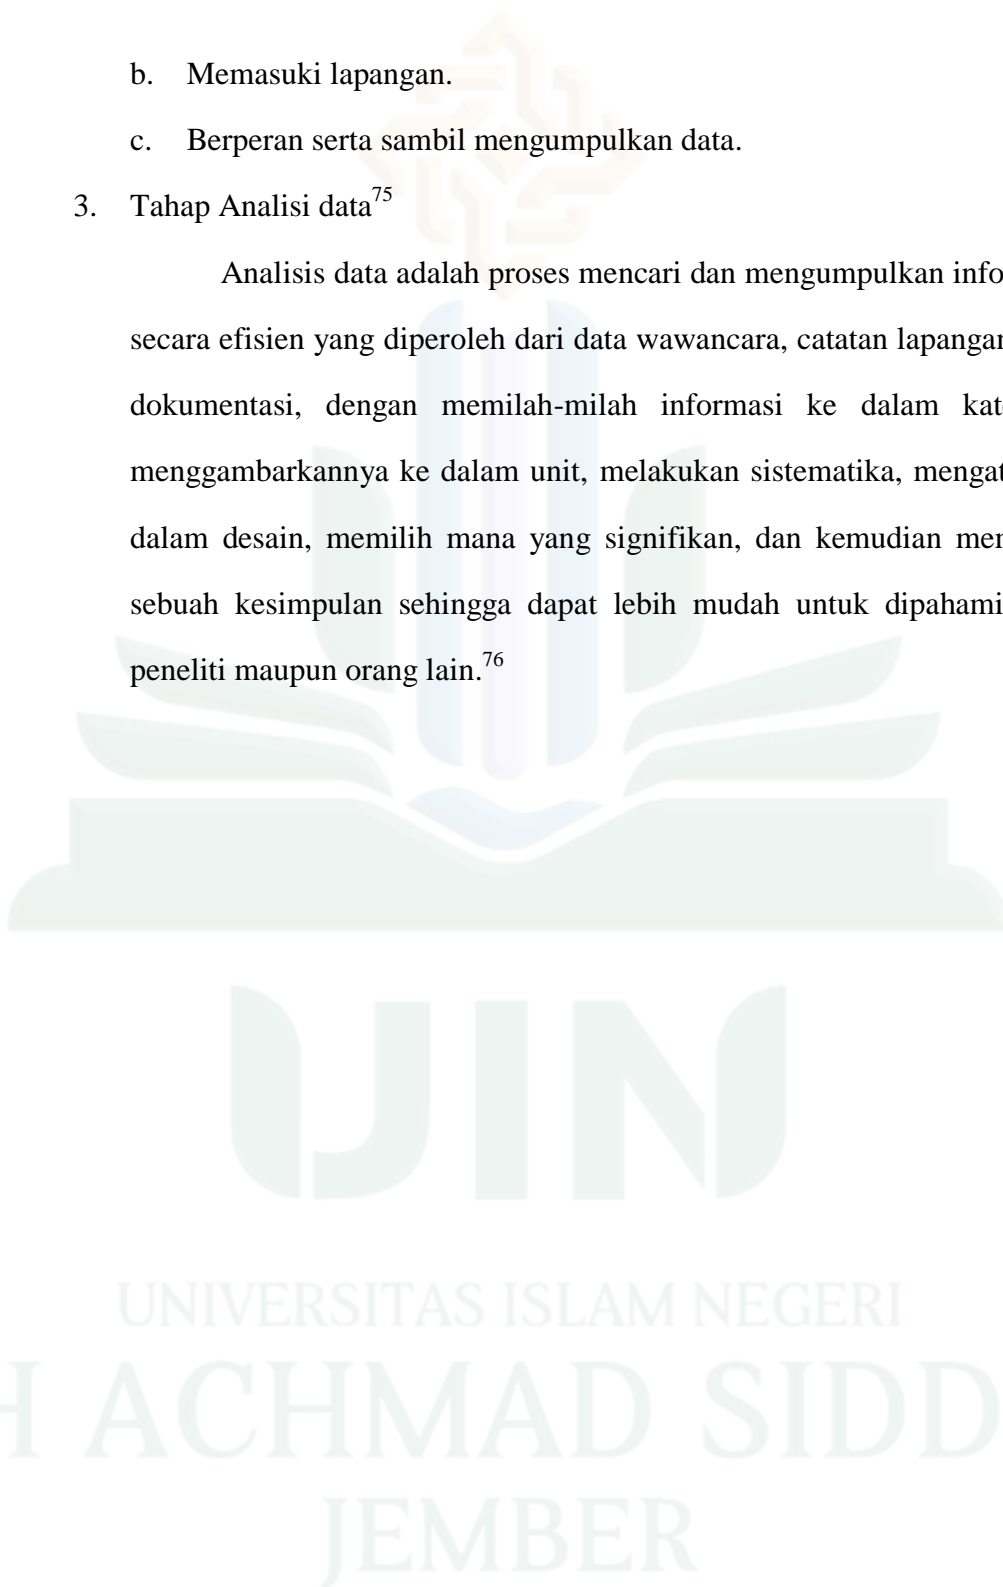 b. Memasuki lapangan.
c. Berperan serta sambil mengumpulkan data.
3. Tahap Analisi data75
Analisis data adalah proses mencari dan mengumpulkan info
secara efisien yang diperoleh dari data wawancara, catatan lapangan
dokumentasi, dengan memilah-milah informasi ke dalam kat
menggambarkannya ke dalam unit, melakukan sistematika, mengat
dalam desain, memilih mana yang signifikan, dan kemudian mem
sebuah kesimpulan sehingga dapat lebih mudah untuk dipahami
peneliti maupun orang lain.76
UIN
UNIVERSITAS ISLAM NEGERI
H ACHMAD SIDD
JEMBER